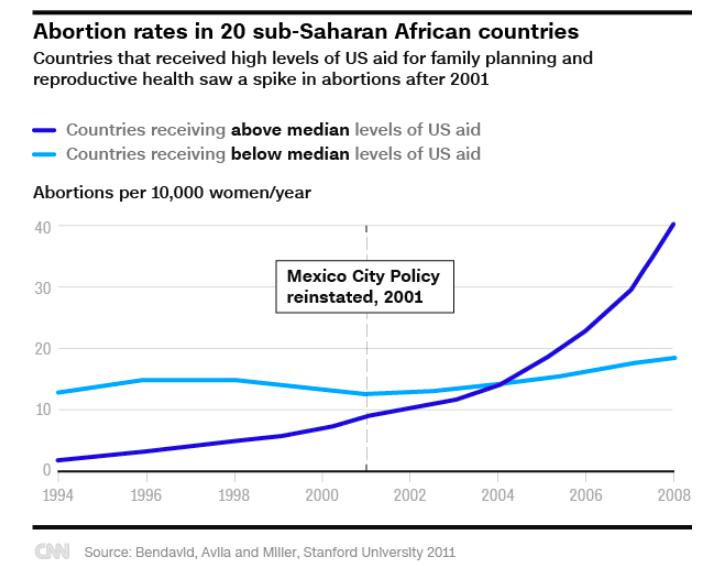 Abortion rates in 20 sub-Saharan African countries
Countries that received high levels of US aid for family planning and
reproductive health saw a spike in abortions after 2001
Countries receiving above median levels of US aid
Countries receiving below median levels of US aid
Abortions per 10,000 women/year
40
30
20
10
0
Mexico City Policy
reinstated, 2001
1994 1996 1998 2000 2002 2004 2006 2008
CNN Source: Bendavid, Avila and Miller, Stanford University 2011